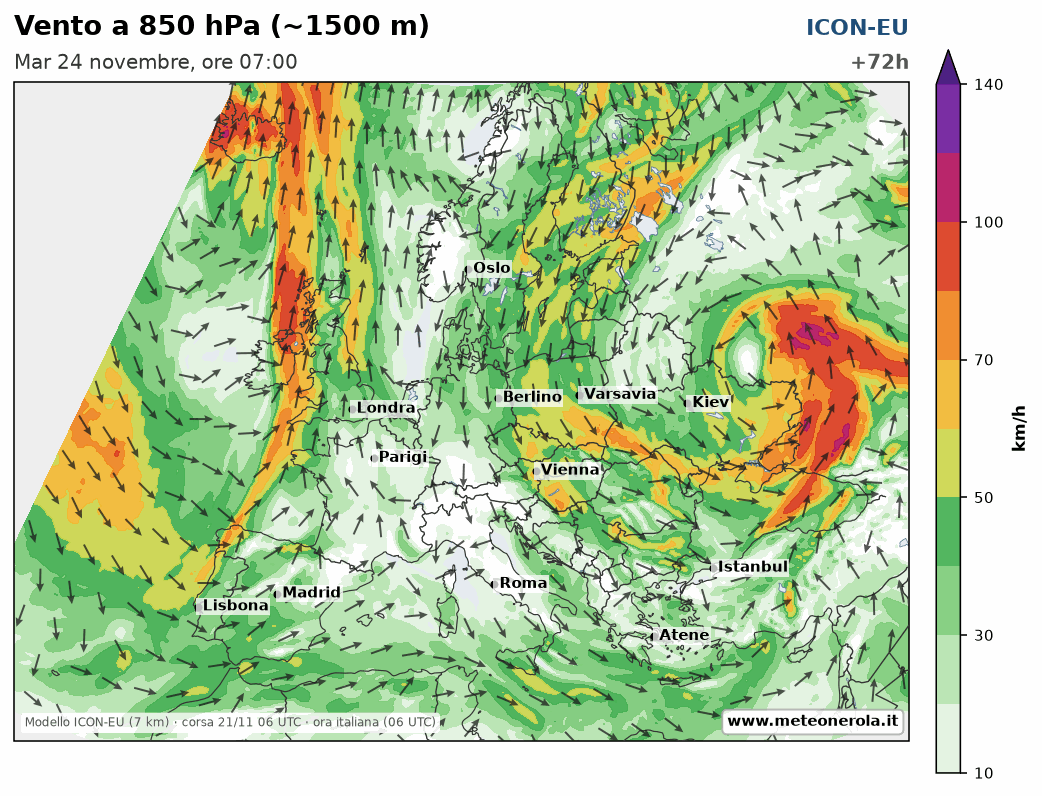 Vento a 850 hPa (~1500 m)
ICON-EU
Mar 24 novembre, ore 07:00
+72h
140
100
70
50
30
10
km/h
Oslo
Berlino
Varsavia
Kiev
Londra
Parigi
Vienna
Istanbul
Roma
Madrid
Lisbona
Atene
Modello ICON-EU (7 km) · corsa 21/11 06 UTC · ora italiana (06 UTC)
www.meteonerola.it